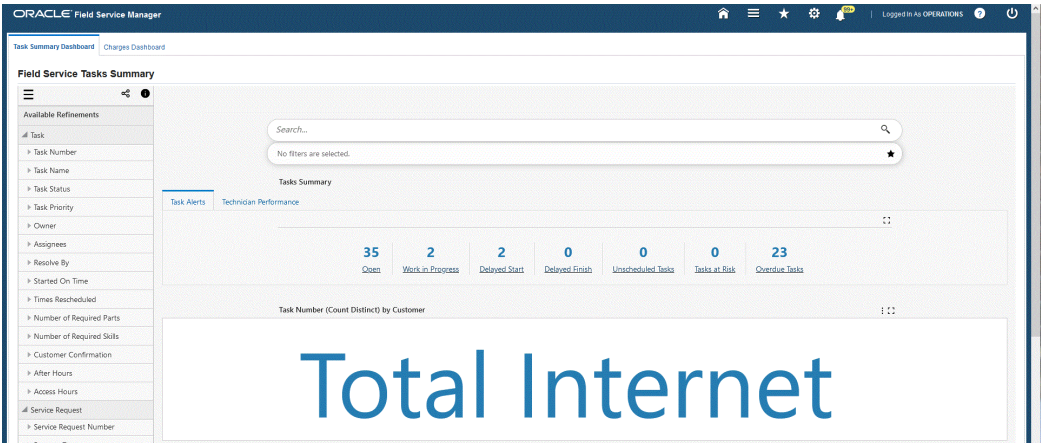 ORACLE Field Service Manager
99+
Logged In As OPERATIONS ?
Task Summary Dashboard Charges Dashboard
Field Service Tasks Summary
Available Refinements
Task
Task Number
Task Name
Task Status
Task Priority
Owner
Assignees
Resolve By
Started On Time
Times Rescheduled
Number of Required Parts
Number of Required Skills
Customer Confirmation
After Hours
Access Hours
Service Request
Service Request Number
Search...
No filters are selected.
Tasks Summary
Task Alerts Technician Performance
35 2 2 0 0 0 23
Open Work in Progress Delayed Start Delayed Finish Unscheduled Tasks Tasks at Risk Overdue Tasks
Task Number (Count Distinct) by Customer
Total Internet